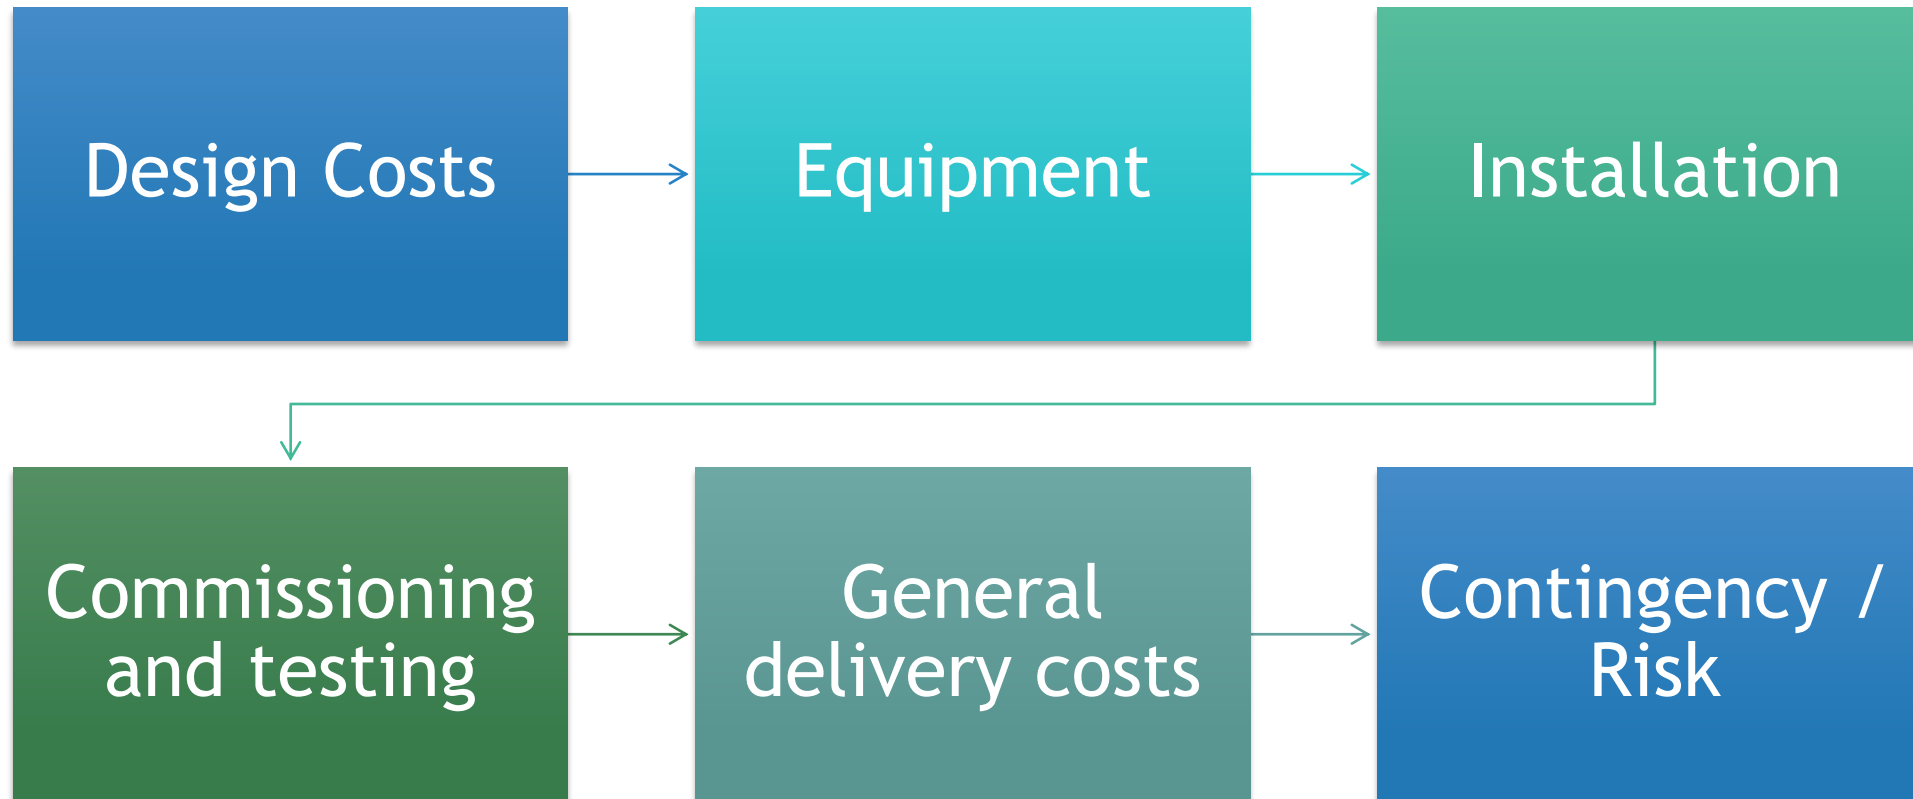 Design Costs
Equipment
Installation
Commissioning
and testing
General
delivery costs
Contingency /
Risk